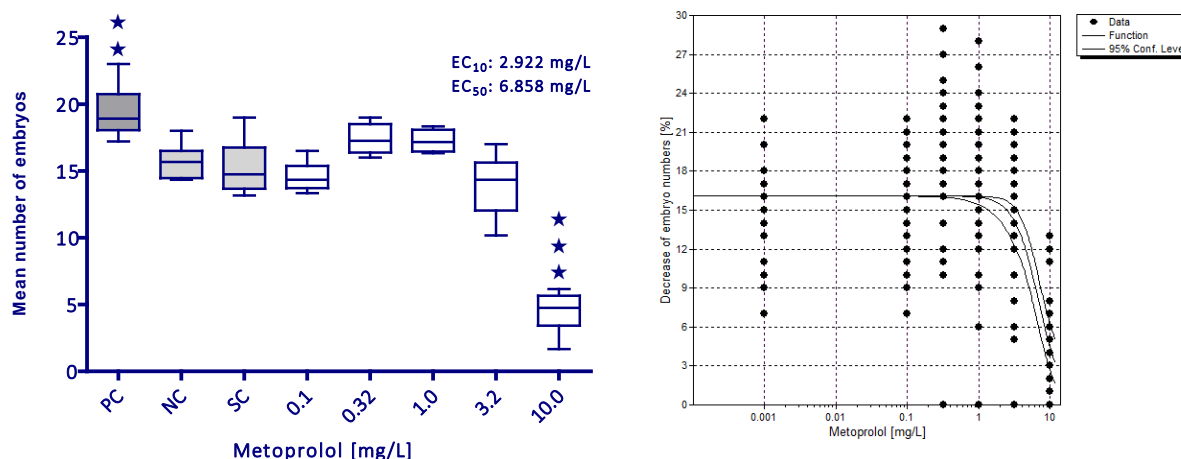 25
20
15
10
5
0
Mean number of embryos
EC₁₀: 2.922 mg/L
EC₅₀: 6.858 mg/L
PC
NC
SC
0.1
0.32
1.0
3.2
10.0
Metoprolol [mg/L]
30
27
24
21
18
15
12
9
6
3
0
Decrease of embryo numbers [%]
0.001
0.01
0.1
1
10
Metoprolol [mg/L]
Data
Function
95% Conf. Leve